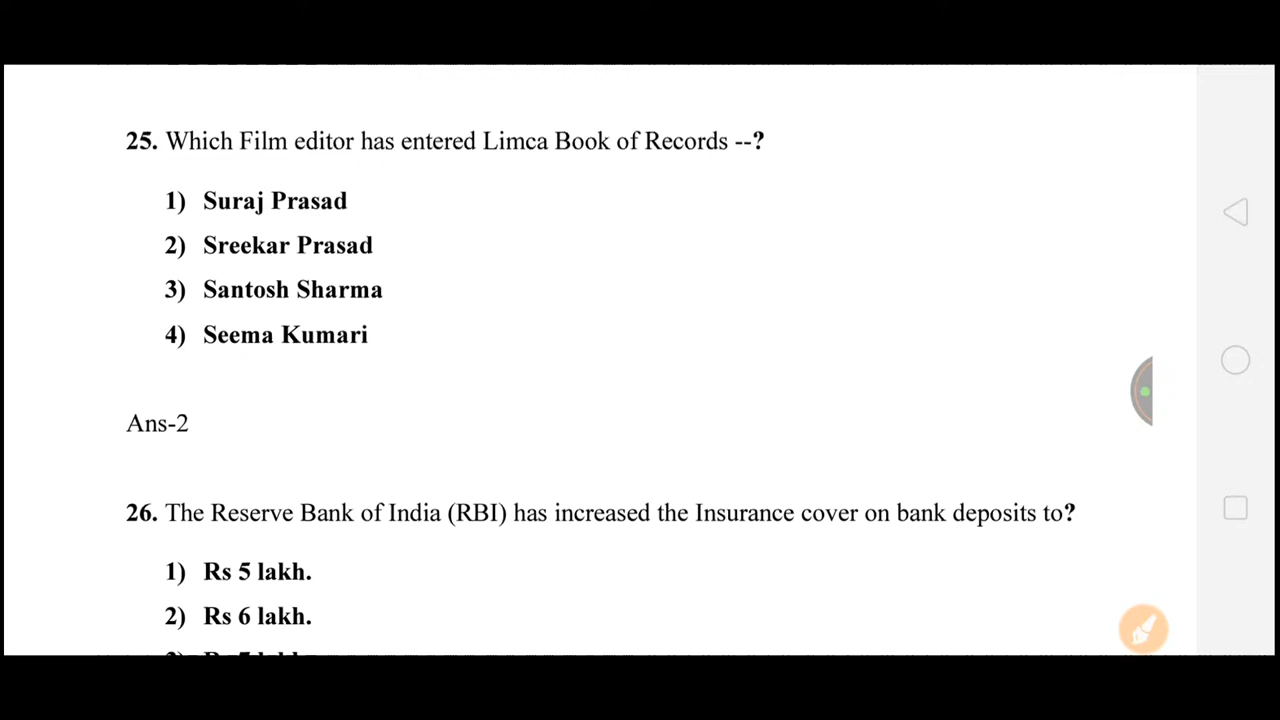 25. Which Film editor has entered Limca Book of Records --?
1) Suraj Prasad
2) Sreekar Prasad
3) Santosh Sharma
4) Seema Kumari
Ans-2
26. The Reserve Bank of India (RBI) has increased the Insurance cover on bank deposits to?
1) Rs 5 lakh.
2) Rs 6 lakh.